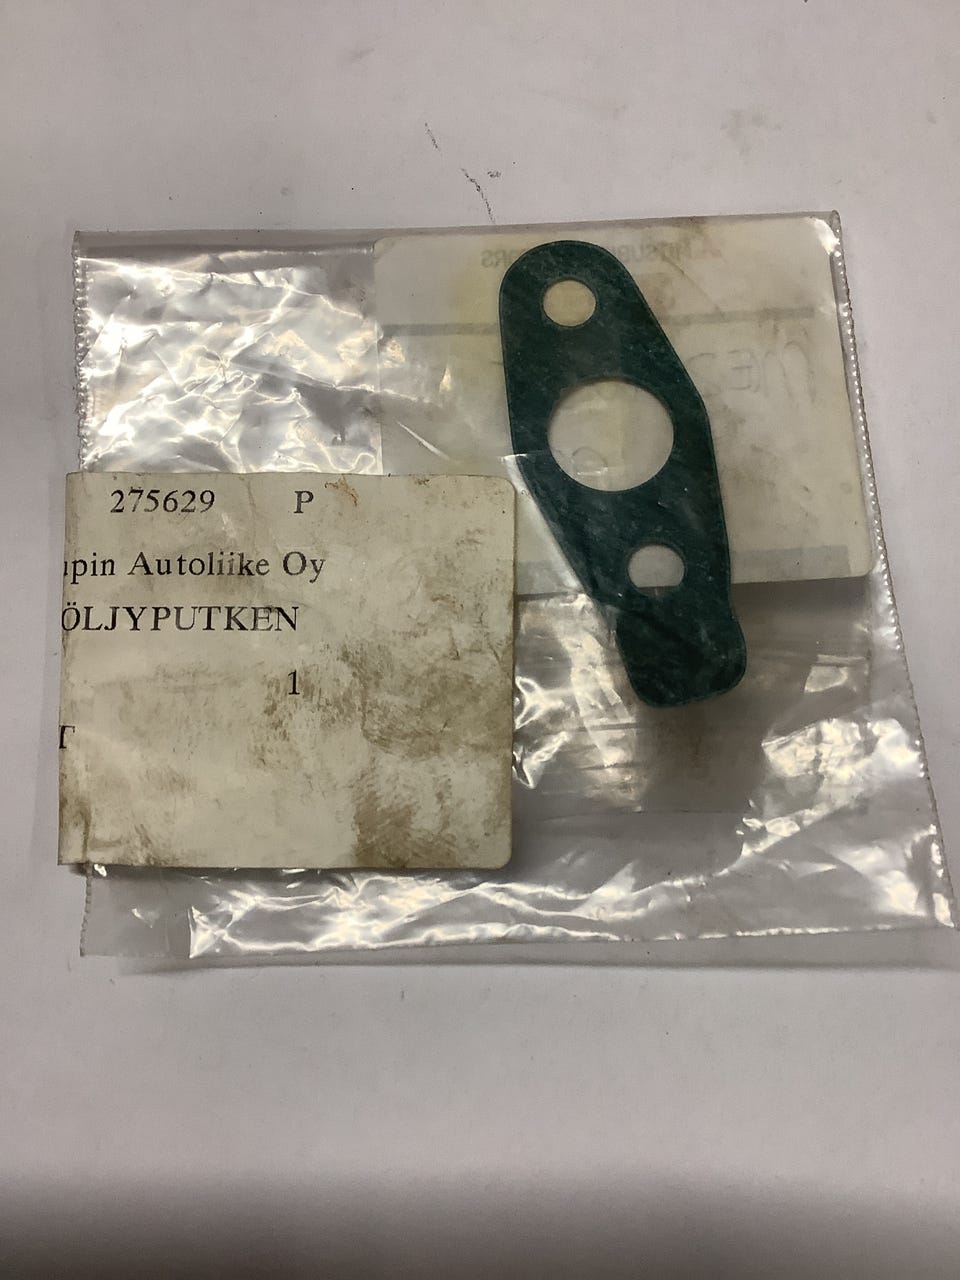 275629 P
upin Autoliike Oy
ÖLJYPUTKEN
1
T